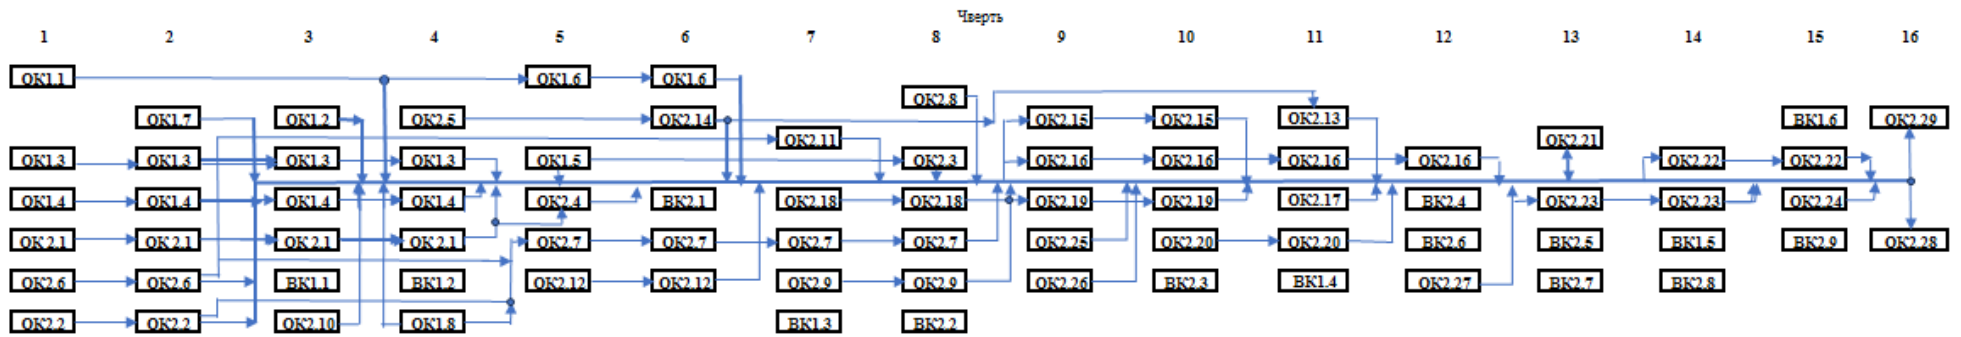 Чверть
1 2 3 4 5 6 7 8 9 10 11 12 13 14 15 16
ОК1.1 ОК1.6 ОК1.6
ОК2.8
ОК1.7 ОК1.2 ОК2.5 ОК2.14 ОК2.15 ОК2.15 ОК2.13 ВК1.6 ОК2.29
ОК2.11 ОК2.21
ОК1.3 ОК1.3 ОК1.3 ОК1.3 ОК1.5 ОК2.3 ОК2.16 ОК2.16 ОК2.16 ОК2.16 ОК2.22 ОК2.22
ОК1.4 ОК1.4 ОК1.4 ОК1.4 ОК2.4 ВК2.1 ОК2.18 ОК2.18 ОК2.19 ОК2.19 ОК2.17 ВК2.4 ОК2.23 ОК2.23 ОК2.24
ОК2.1 ОК2.1 ОК2.1 ОК2.1 ОК2.7 ОК2.7 ОК2.7 ОК2.7 ОК2.25 ОК2.20 ОК2.20 ВК2.6 ВК2.5 ВК1.5 ВК2.9 ОК2.28
ОК2.6 ОК2.6 ВК1.1 ВК1.2 ОК2.12 ОК2.12 ОК2.9 ОК2.9 ОК2.26 ВК2.3 ВК1.4 ОК2.27 ВК2.7 ВК2.8
ОК2.2 ОК2.2 ОК2.10 ОК1.8 ВК1.3 ВК2.2